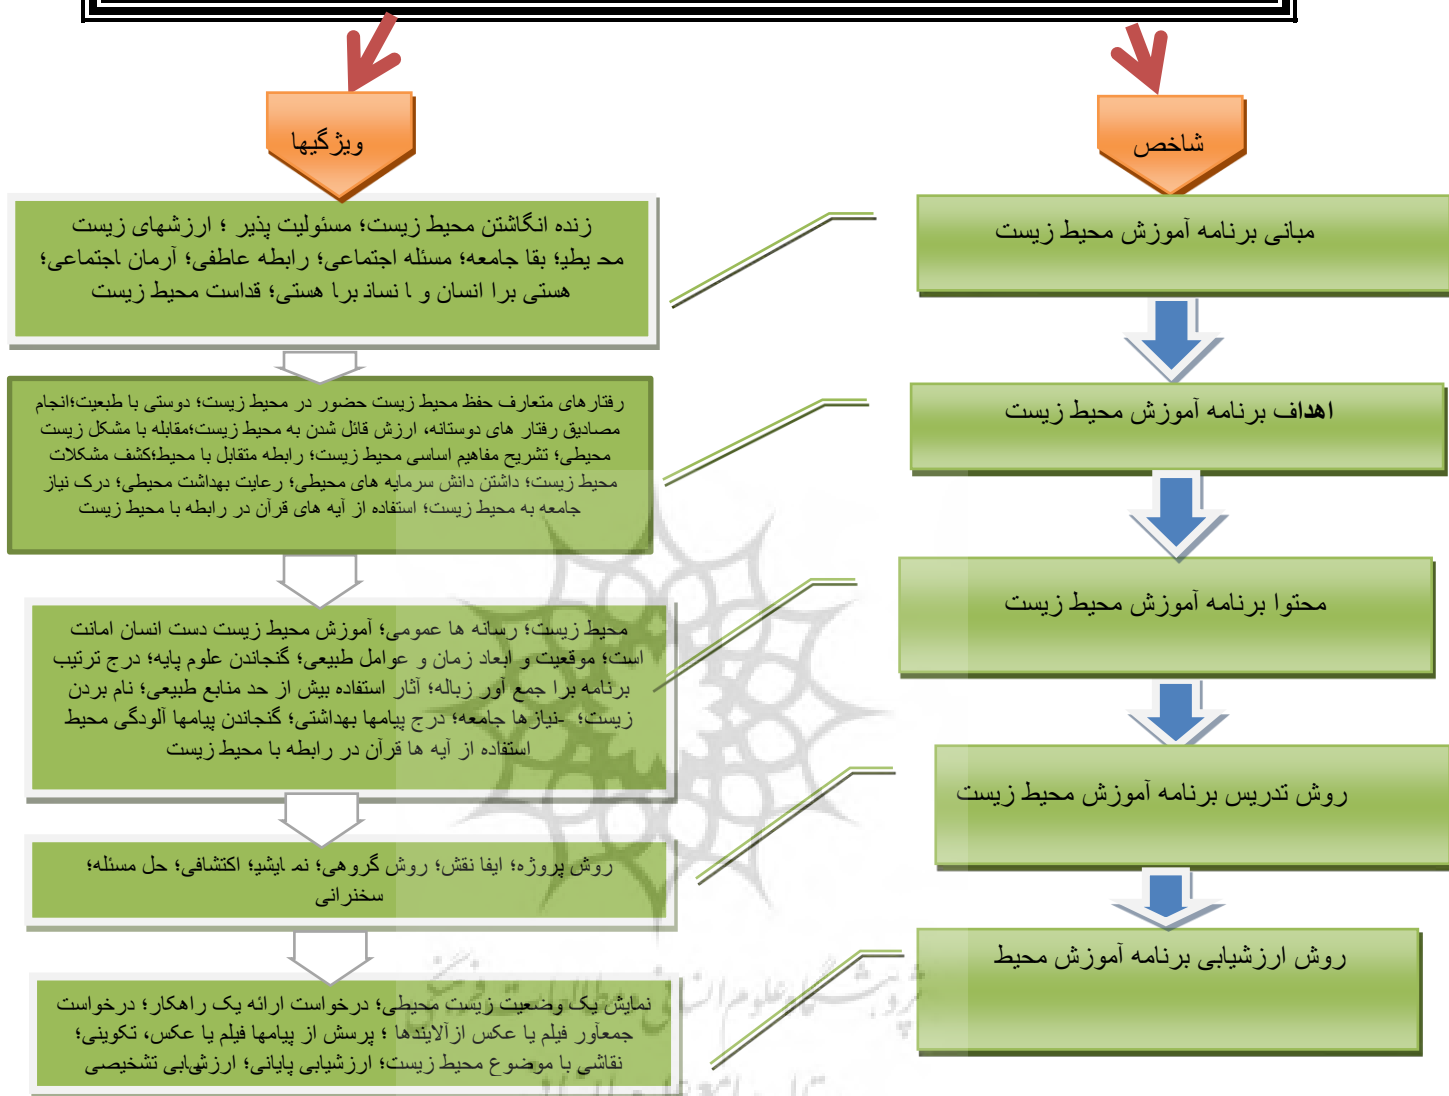 شاخص
ویژگیها
مبانی برنامه آموزش محیط زیست
زنده انگاشتن محیط زیست؛ مسئولیت پذیر ؛ ارزشهای زیست
محـ یطیـ؛ بقا جامعه؛ مسئله اجتماعی؛ رابطه عاطفی؛ آرمان اجتماعی؛
هستی برا انسان و ا نسانـ برا هستی؛ قداست محیط زیست
اهداف برنامه آموزش محیط زیست
رفتارهای متعارف حفظ محیط زیست حضور در محیط زیست؛ دوستی با طبعیت؛انجام
مصادیق رفتار های دوستانه، ارزش قائل شدن به محیط زیست؛مقابله با مشکل زیست
محیطی؛ تشریح مفاهیم اساسی محیط زیست؛ رابطه متقابل با محیط؛کشف مشکلات
محیط زیست؛ داشتن دانش سرمایه های محیطی؛ رعایت بهداشت محیطی؛ درک نیاز
جامعه به محیط زیست؛ استفاده از آیه های قرآن در رابطه با محیط زیست
محتوا برنامه آموزش محیط زیست
محیط زیست؛ رسانه ها عمومی؛ آموزش محیط زیست دست انسان امانت
است؛ موقعیت و ابعاد زمان و عوامل طبیعی؛ گنجاندن علوم پایه؛ درج ترتیب
برنامه برا جمع آور زباله؛ آثار استفاده بیش از حد منابع طبیعی؛ نام بردن
زیست؛ -نیازها جامعه؛ درج پیامها بهداشتی؛ گنجاندن پیامها آلودگی محیط
استفاده از آیه ها قرآن در رابطه با محیط زیست
روش تدریس برنامه آموزش محیط زیست
روش پروژه؛ ایفا نقش؛ روش گروهی؛ نمـ ایشیـ؛ اکتشافی؛ حل مسئله؛
سخنرانی
روش ارزشیابی برنامه آموزش محیط
نمایش یک وضعیت زیست محیطی؛ درخواست ارائه یک راهکار؛ درخواست
جمعآور فیلم یا عکس ازآلایندها ؛ پرسش از پیامها فیلم یا عکس، تکوینی؛
نقاشی با موضوع محیط زیست؛ ارزشیابی پایانی؛ ارزشیابی تشخیصی
پژوهشگاه علوم انسانی و مطالعات فرهنگی